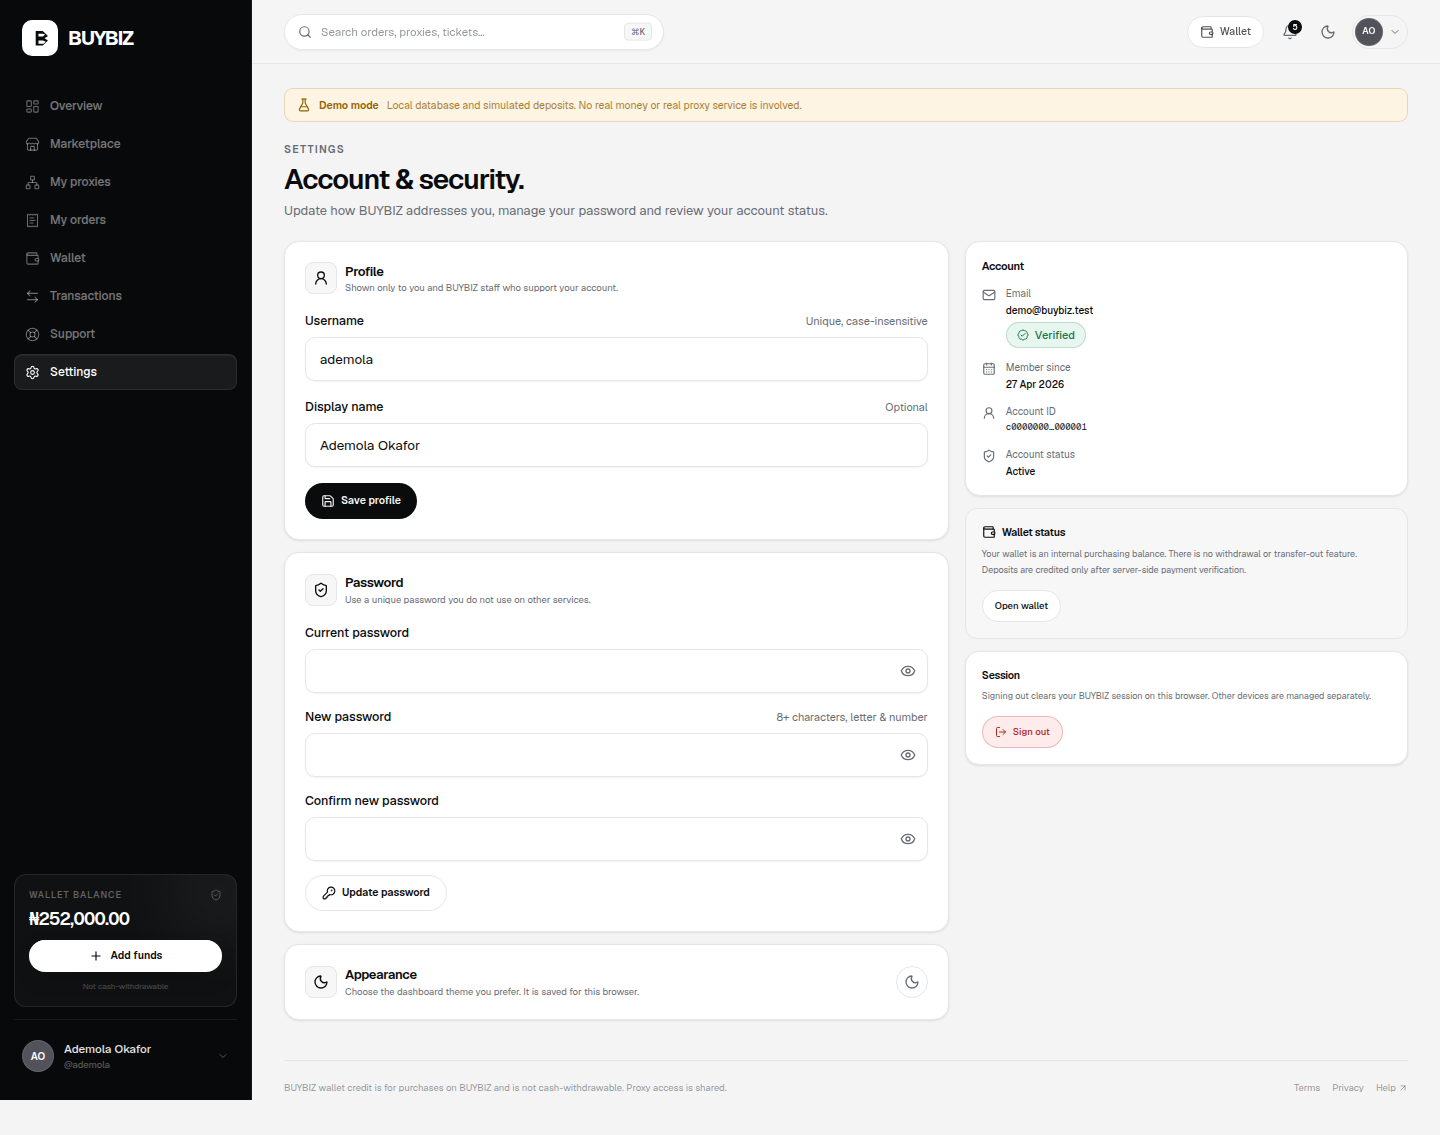 BUYBIZ
Overview
Marketplace
My proxies
My orders
Wallet
Transactions
Support
Settings
WALLET BALANCE
₦252,000.00
Add funds
Not cash-withdrawable
AO
Ademola Okafor
@ademola
Search orders, proxies, tickets...
⌘K
Wallet
5
AO
Demo mode Local database and simulated deposits. No real money or real proxy service is involved.
SETTINGS
Account & security.
Update how BUYBIZ addresses you, manage your password and review your account status.
Profile
Shown only to you and BUYBIZ staff who support your account.
Username Unique, case-insensitive
ademola
Display name Optional
Ademola Okafor
Save profile
Password
Use a unique password you do not use on other services.
Current password
New password 8+ characters, letter & number
Confirm new password
Update password
Appearance
Choose the dashboard theme you prefer. It is saved for this browser.
Account
Email
demo@buybiz.test
Verified
Member since
27 Apr 2026
Account ID
c0000000_000001
Account status
Active
Wallet status
Your wallet is an internal purchasing balance. There is no withdrawal or transfer-out feature.
Deposits are credited only after server-side payment verification.
Open wallet
Session
Signing out clears your BUYBIZ session on this browser. Other devices are managed separately.
Sign out
BUYBIZ wallet credit is for purchases on BUYBIZ and is not cash-withdrawable. Proxy access is shared.
Terms Privacy Help